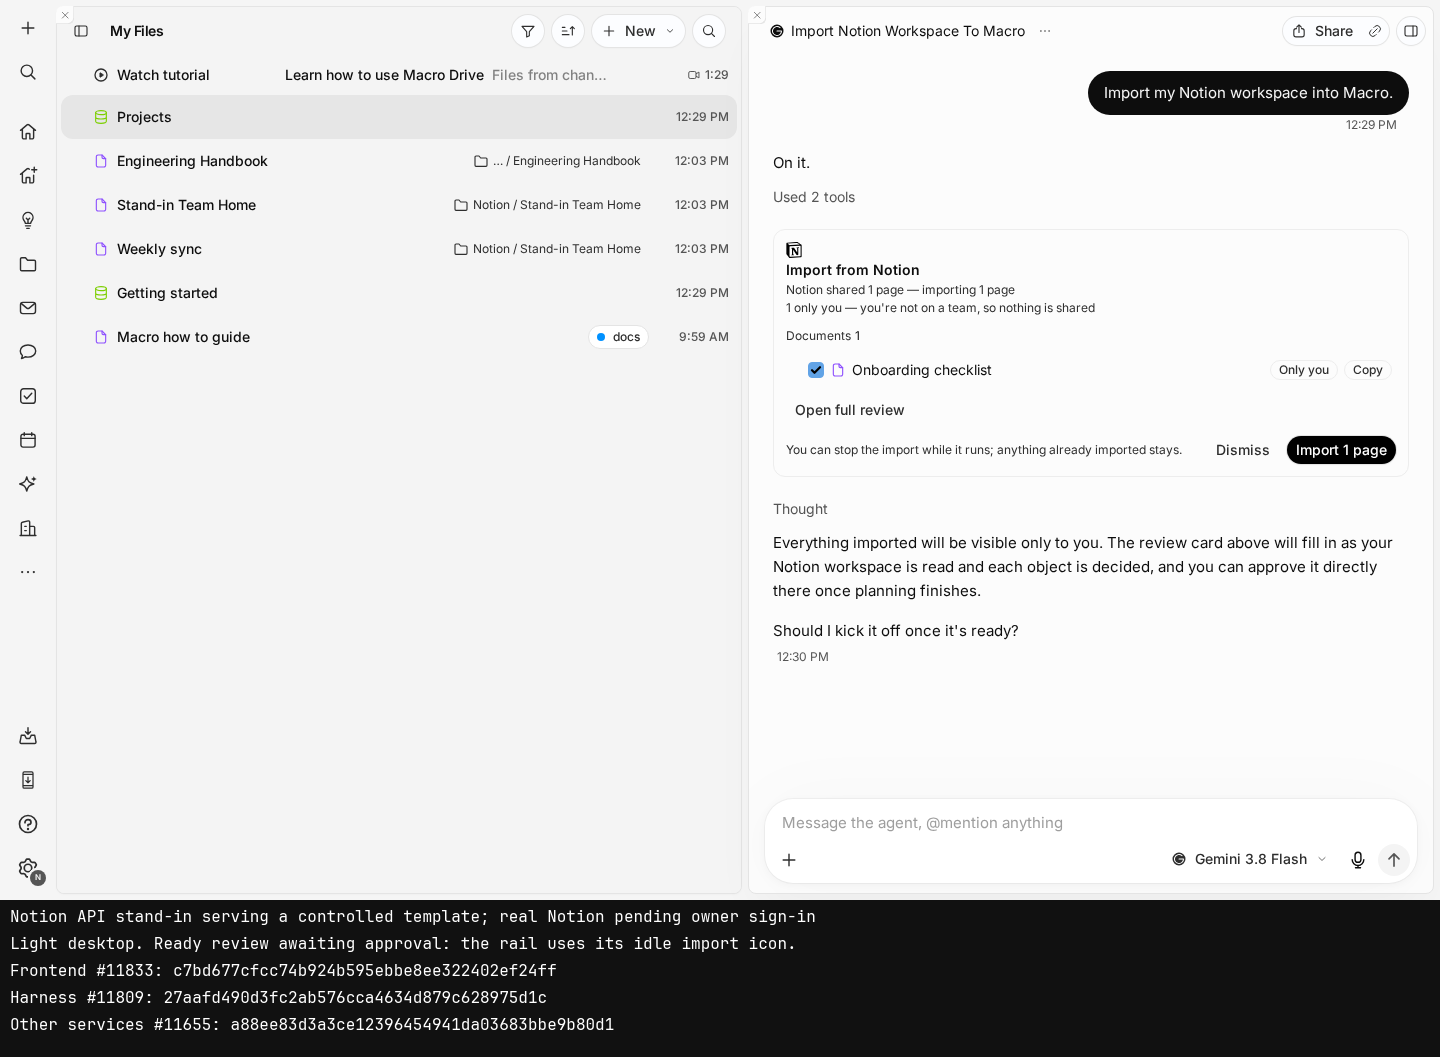 My Files
New
Watch tutorial
Learn how to use Macro Drive Files from chan...
1:29
Projects
12:29 PM
Engineering Handbook
... / Engineering Handbook
12:03 PM
Stand-in Team Home
Notion / Stand-in Team Home
12:03 PM
Weekly sync
Notion / Stand-in Team Home
12:03 PM
Getting started
12:29 PM
Macro how to guide
docs
9:59 AM
N
Import Notion Workspace To Macro
Share
Import my Notion workspace into Macro.
12:29 PM
On it.
Used 2 tools
Import from Notion
Notion shared 1 page — importing 1 page
1 only you — you're not on a team, so nothing is shared
Documents 1
Onboarding checklist
Only you
Copy
Open full review
You can stop the import while it runs; anything already imported stays.
Dismiss
Import 1 page
Thought
Everything imported will be visible only to you. The review card above will fill in as your
Notion workspace is read and each object is decided, and you can approve it directly
there once planning finishes.
Should I kick it off once it's ready?
12:30 PM
Message the agent, @mention anything
Gemini 3.8 Flash
Notion API stand-in serving a controlled template; real Notion pending owner sign-in
Light desktop. Ready review awaiting approval: the rail uses its idle import icon.
Frontend #11833: c7bd677cfcc74b924b595ebbe8ee322402ef24ff
Harness #11809: 27aafd490d3fc2ab576cca4634d879c628975d1c
Other services #11655: a88ee83d3a3ce12396454941da03683bbe9b80d1